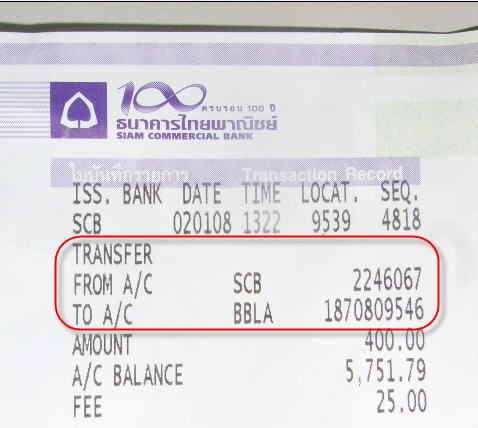 100
ครบรอบ 100 ปี
ธนาคารไทยพาณิชย์
SIAM COMMERCIAL BANK
ใบบันทึกรายการ Transaction Record
ISS. BANK DATE TIME LOCAT. SEQ.
SCB 020108 1322 9539 4818
TRANSFER
FROM A/C SCB 2246067
TO A/C BBLA 1870809546
AMOUNT 400.00
A/C BALANCE 5,751.79
FEE 25.00